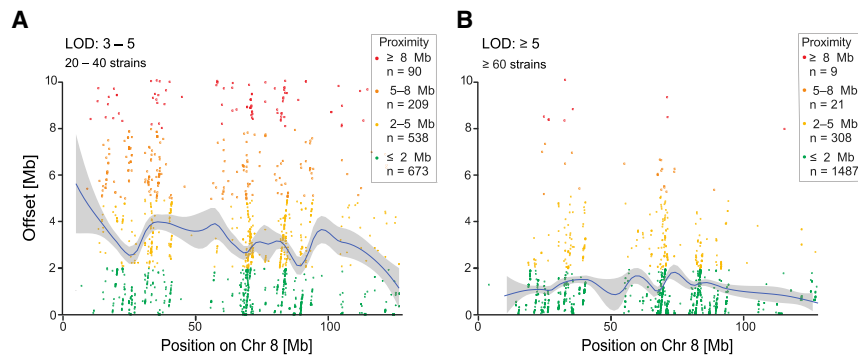 A
LOD: 3 – 5
20 – 40 strains
Proximity
≥ 8 Mb
n = 90
5–8 Mb
n = 209
2–5 Mb
n = 538
≤ 2 Mb
n = 673
Offset [Mb]
10
8
6
4
2
0
0
50
100
Position on Chr 8 [Mb]
B
LOD: ≥ 5
≥ 60 strains
Proximity
≥ 8 Mb
n = 9
5–8 Mb
n = 21
2–5 Mb
n = 308
≤ 2 Mb
n = 1487
10
8
6
4
2
0
0
50
100
Position on Chr 8 [Mb]